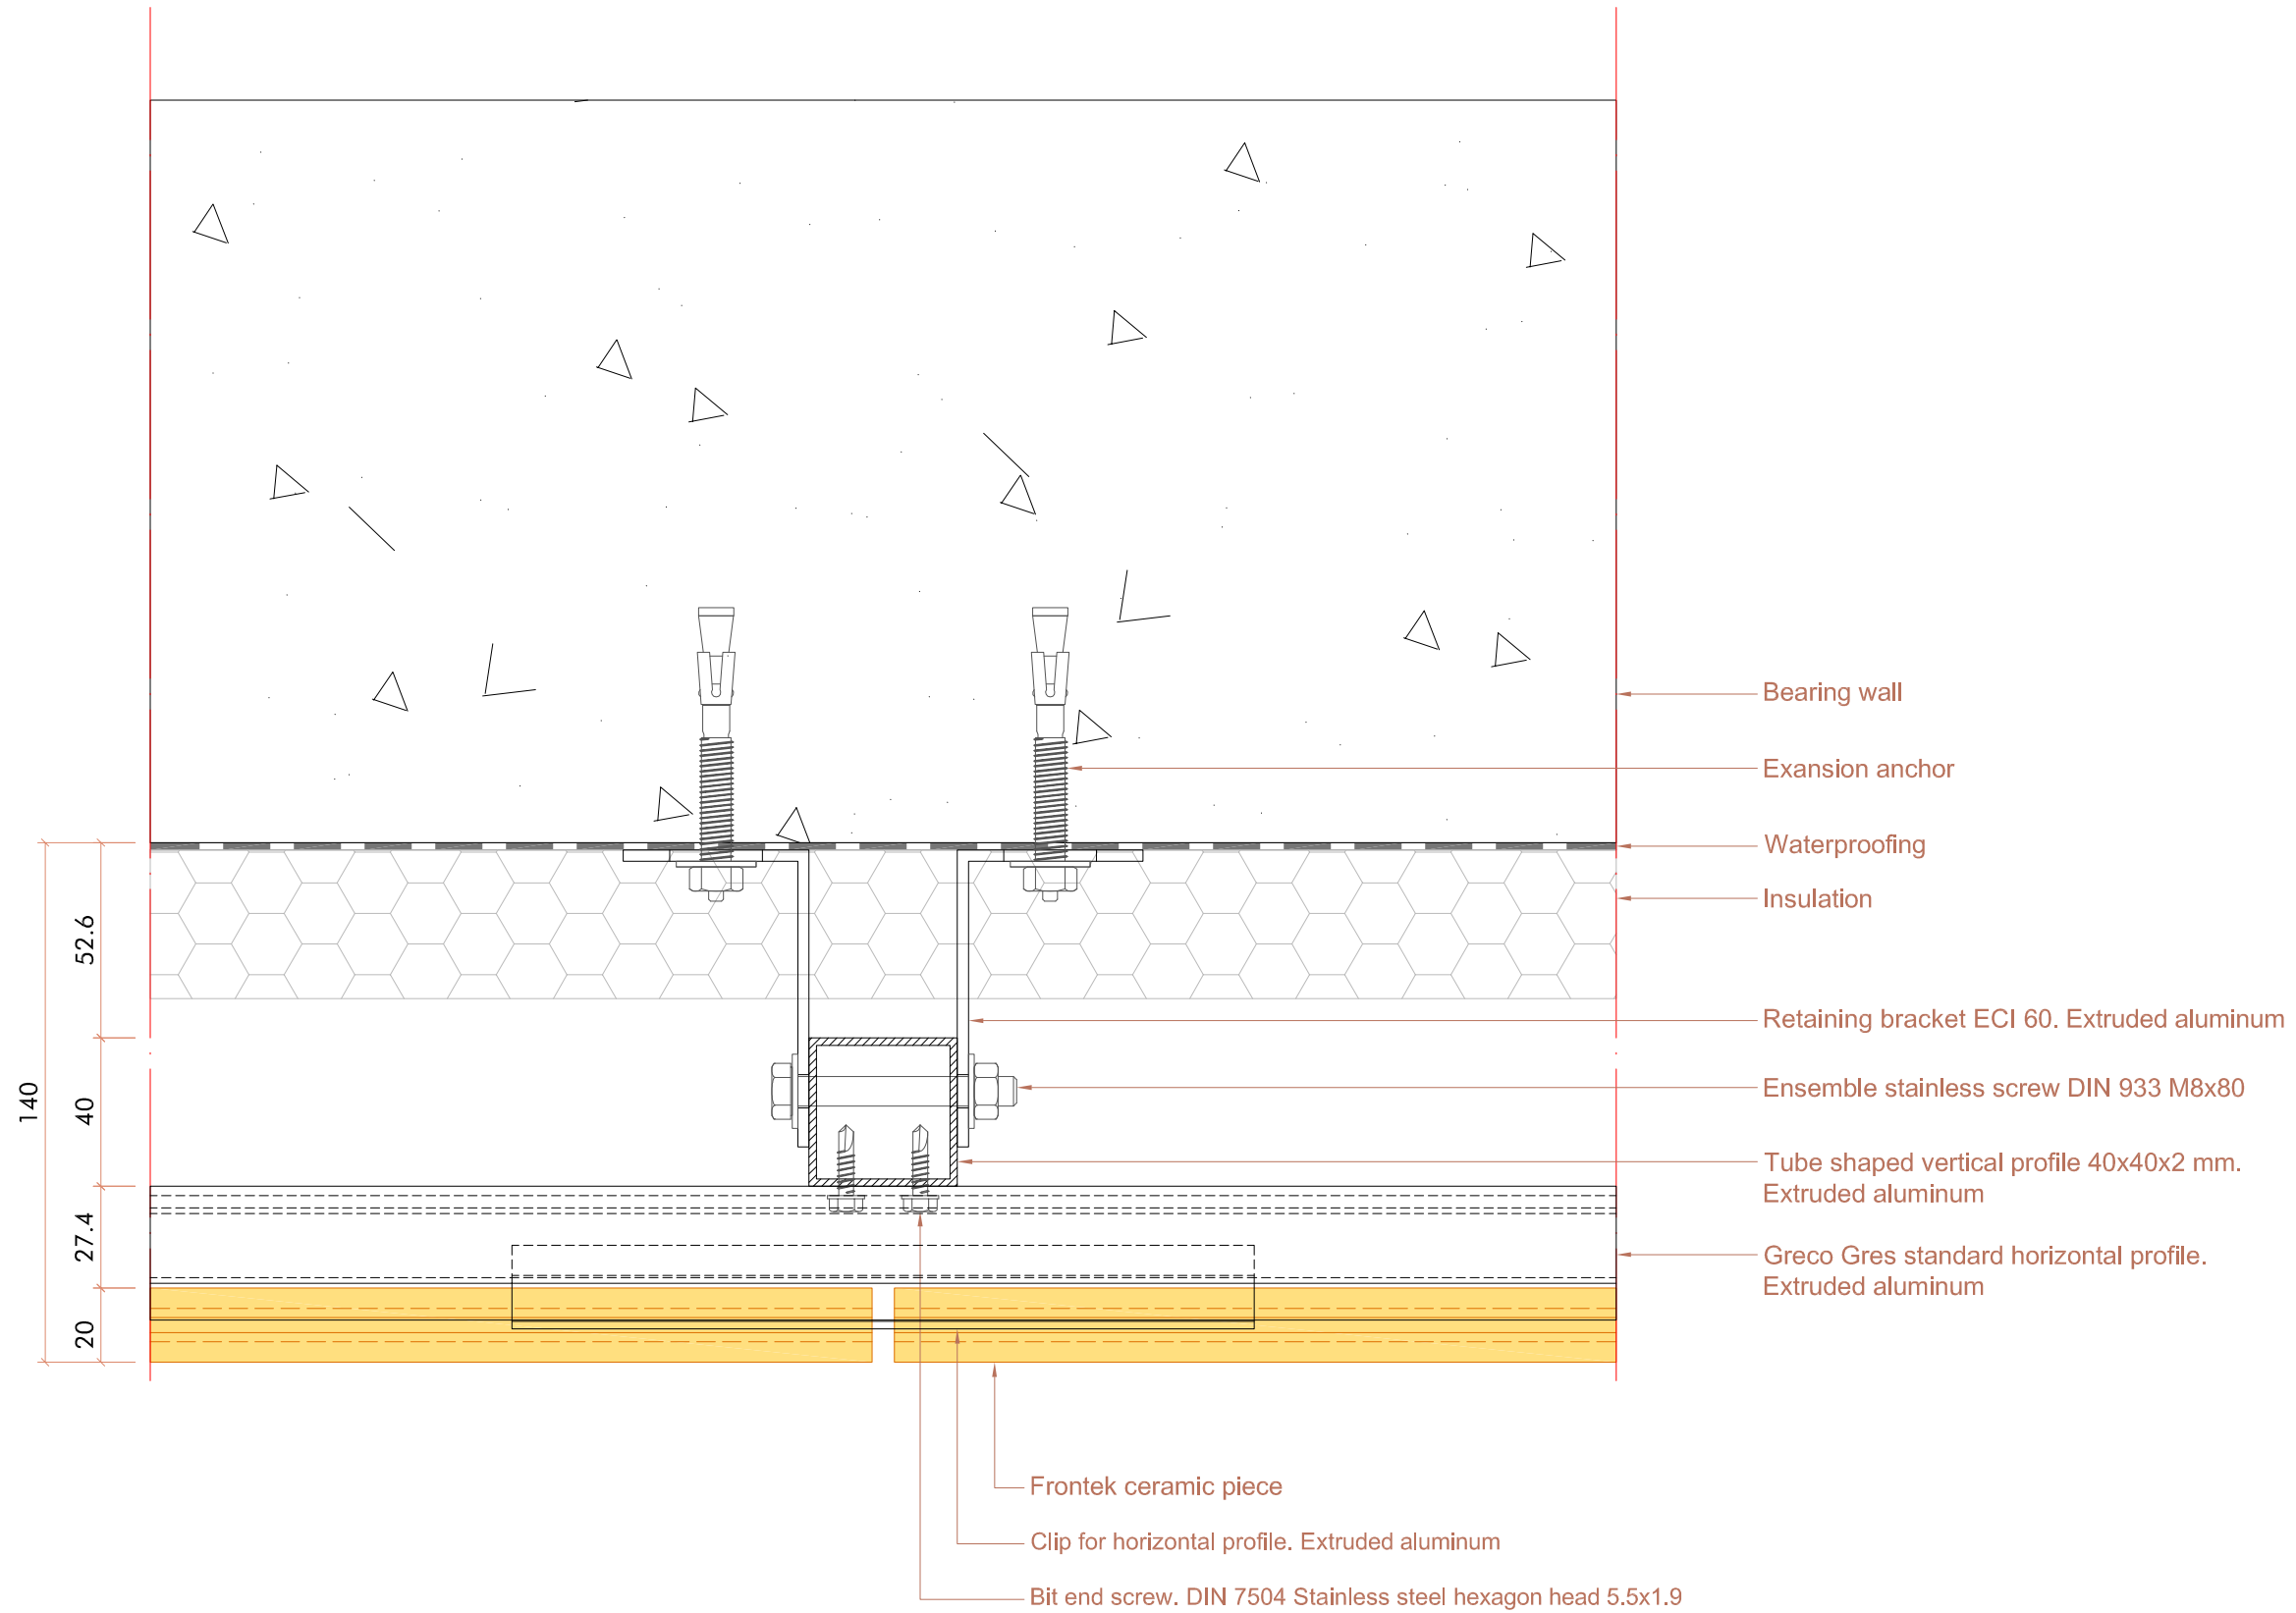 Bearing wall
Exansion anchor
Waterproofing
Insulation
52.6
Retaining bracket ECI 60. Extruded aluminum
140
40
Ensemble stainless screw DIN 933 M8x80
Tube shaped vertical profile 40x40x2 mm.
Extruded aluminum
27.4
Greco Gres standard horizontal profile.
Extruded aluminum
20
Frontek ceramic piece
Clip for horizontal profile. Extruded aluminum
Bit end screw. DIN 7504 Stainless steel hexagon head 5.5x1.9